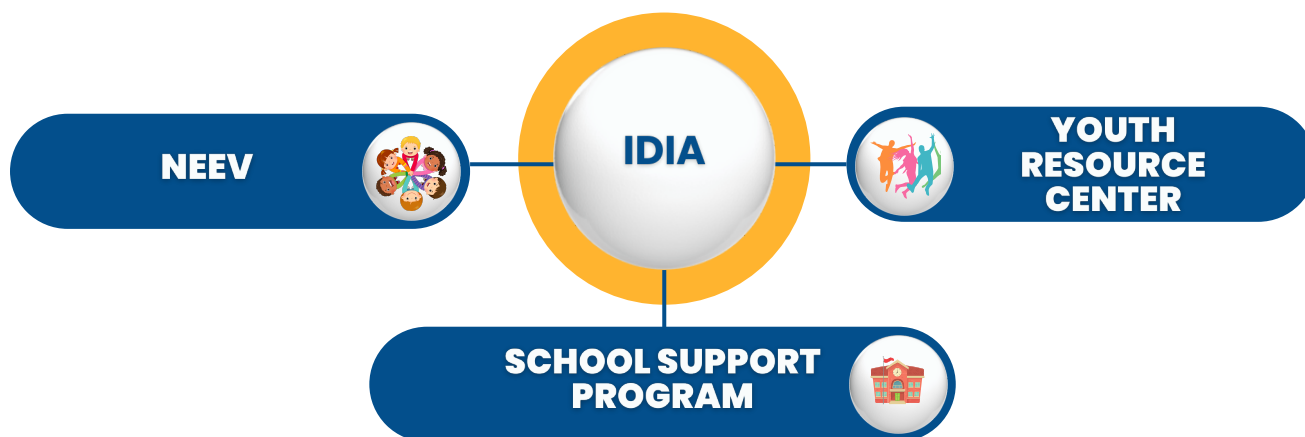 IDIA
NEEV
YOUTH
RESOURCE
CENTER
SCHOOL SUPPORT
PROGRAM